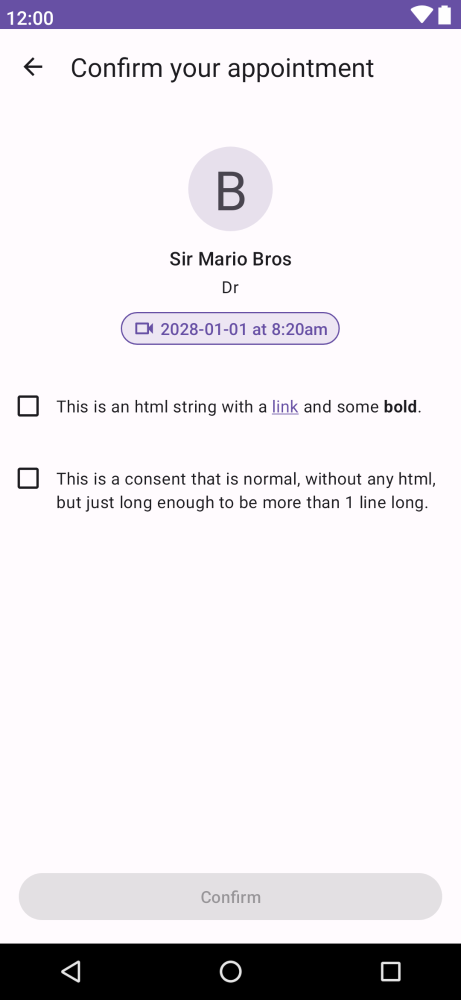 12:00
Confirm your appointment
B
Sir Mario Bros
Dr
2028-01-01 at 8:20am
This is an html string with a link and some bold.
This is a consent that is normal, without any html,
but just long enough to be more than 1 line long.
Confirm